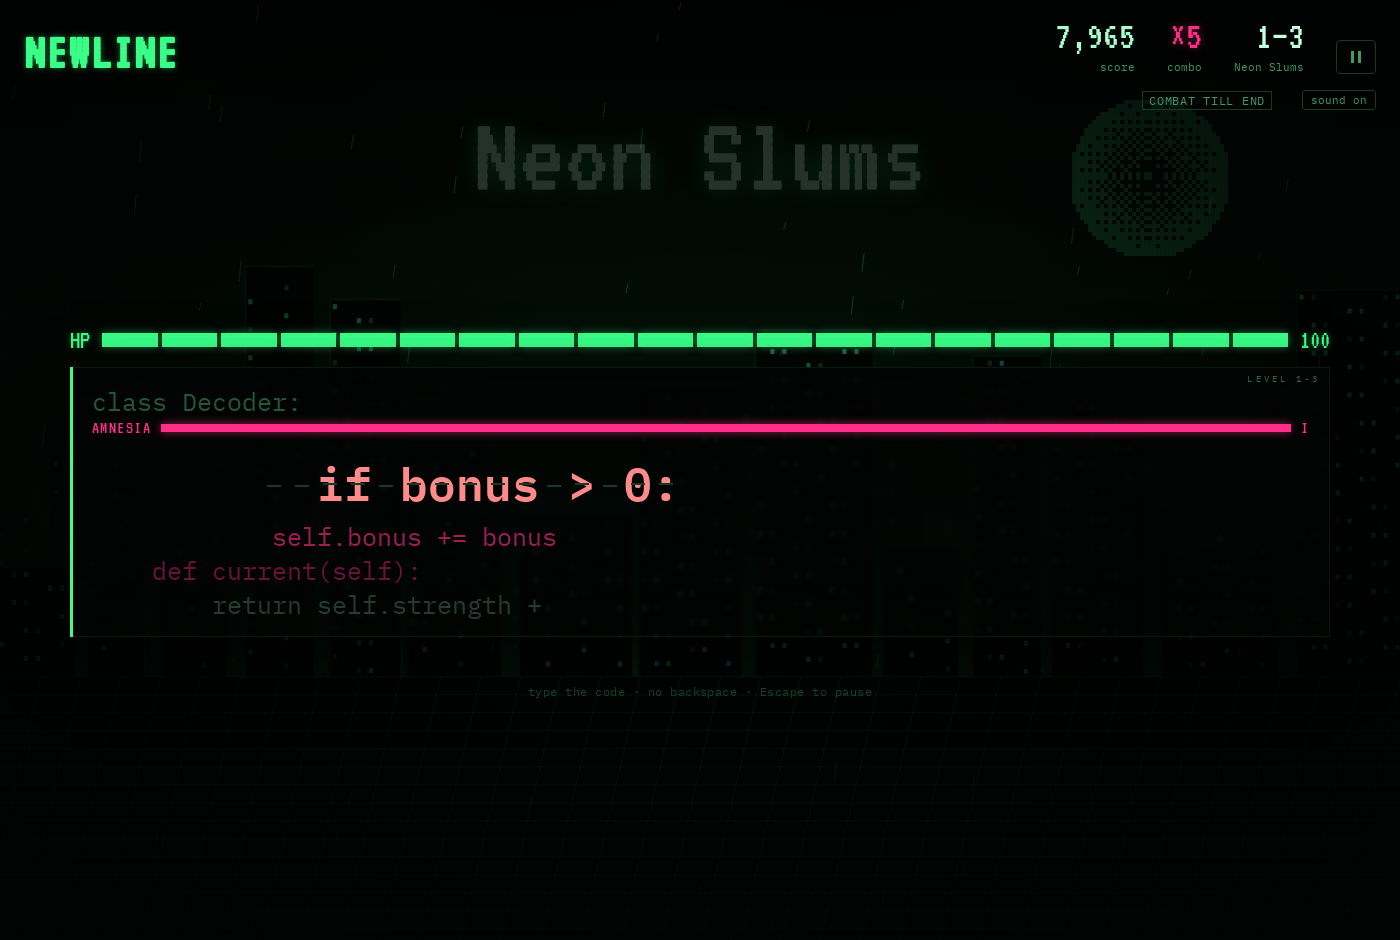 NEWLINE
7,965 x5 1-3
score combo Neon Slums
COMBAT TILL END sound on
Neon Slums
HP 100
LEVEL 1-3
class Decoder:
AMNESIA I
if bonus > 0:
self.bonus += bonus
def current(self):
return self.strength +
type the code · no backspace · Escape to pause